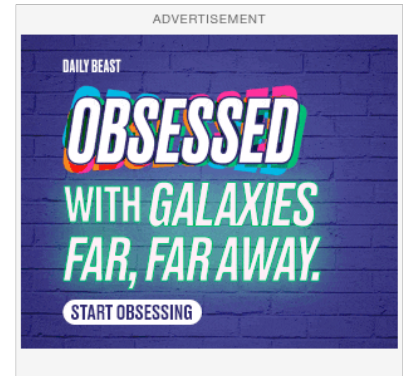 ADVERTISEMENT
DAILY BEAST
OBSESSED
WITH GALAXIES
FAR, FAR AWAY.
START OBSESSING